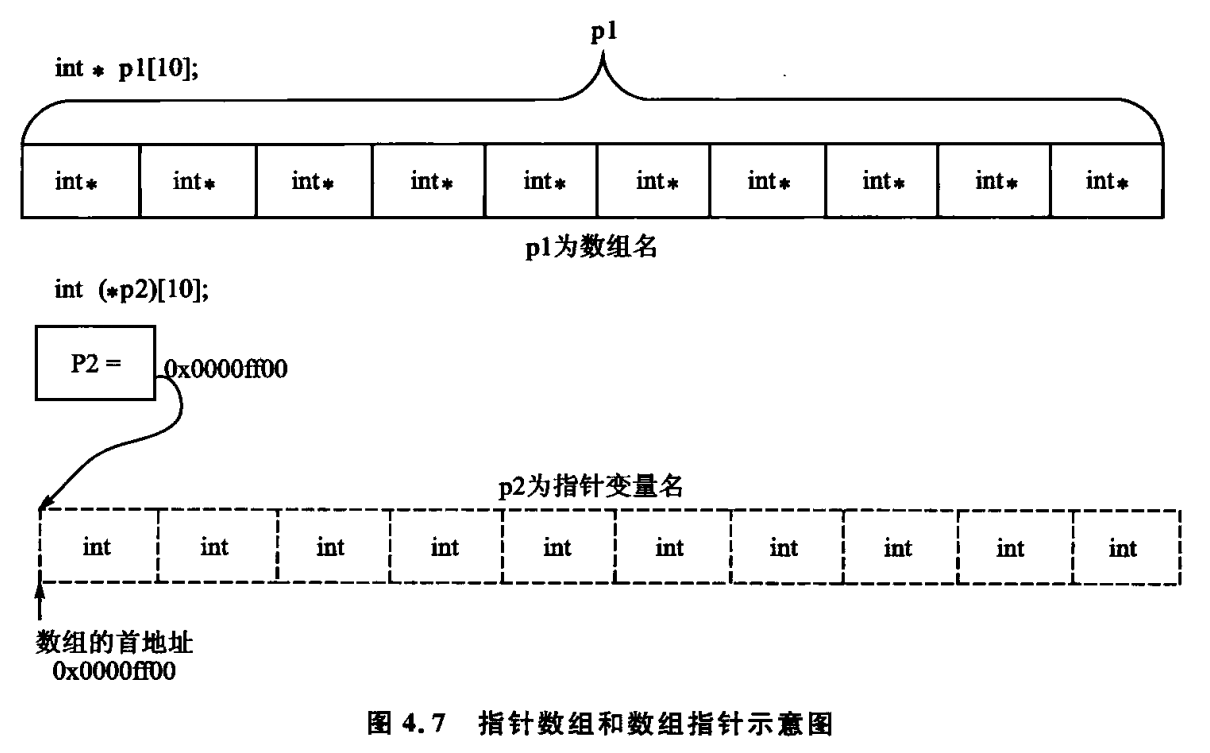 p1
int * p1[10];
int* int* int* int* int* int* int* int* int* int*
p1为数组名
int (*p2)[10];
P2 = 0x0000ff00
p2为指针变量名
int int int int int int int int int int
数组的首地址
0x0000ff00
图 4.7 指针数组和数组指针示意图